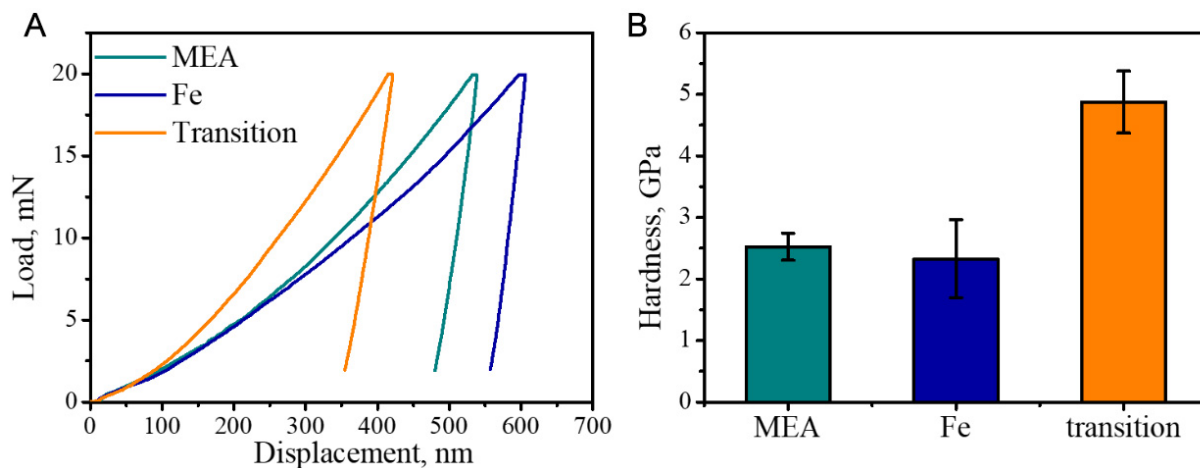 A
MEA
Fe
Transition
Load, mN
20
15
10
5
0
0 100 200 300 400 500 600 700
Displacement, nm
B
Hardness, GPa
6
5
4
3
2
1
0
MEA Fe transition